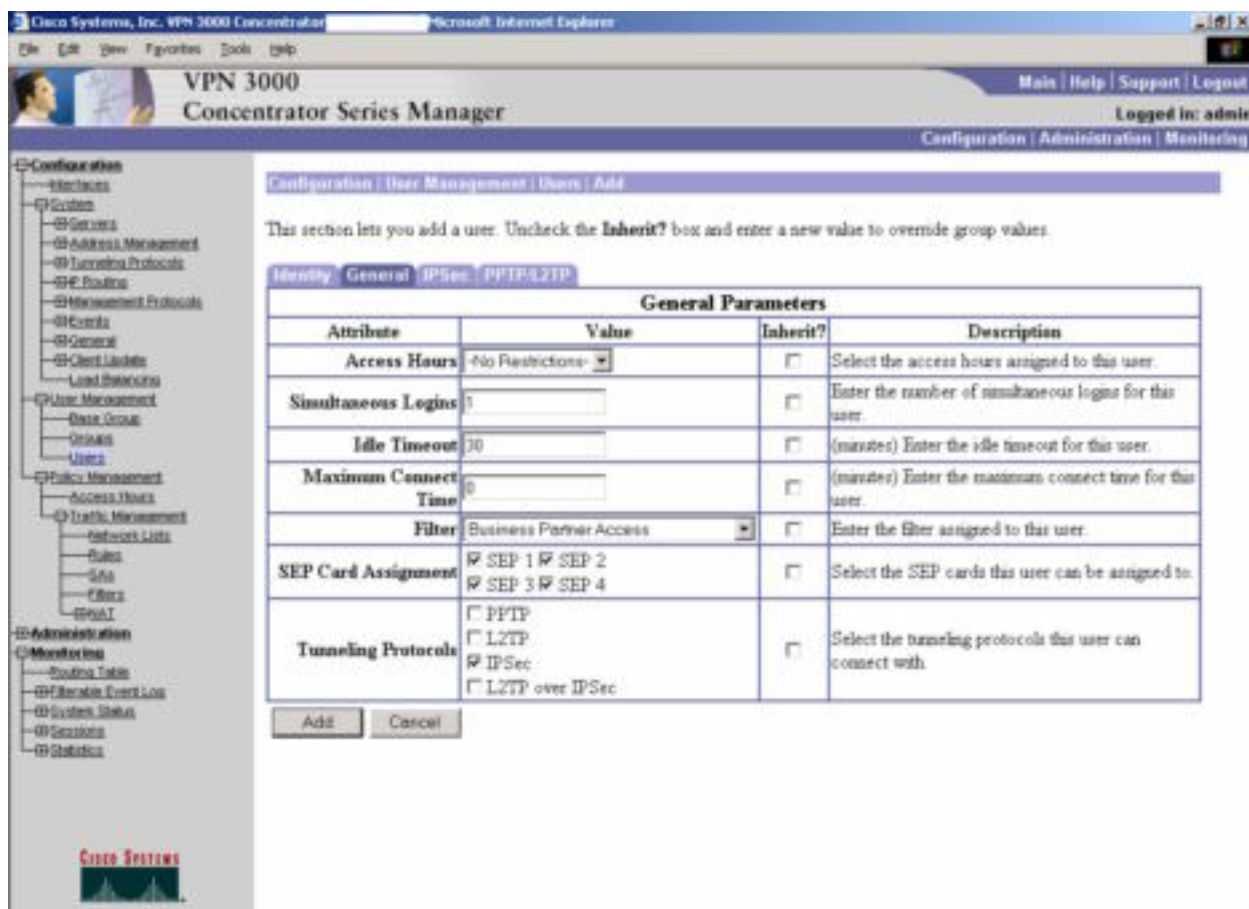 Cisco Systems, Inc. VPN 3000 Concentrator Microsoft Internet Explorer
File Edit View Favorites Tools Help
VPN 3000
Concentrator Series Manager
Main | Help | Support | Logout
Logged in: admin
Configuration | Administration | Monitoring
Configuration
Interfaces
System
Servers
Address Management
Tunneling Protocols
IP Routing
Management Protocols
Events
General
Client Update
Load Balancing
User Management
Base Group
Groups
Users
Policy Management
Access Hours
Traffic Management
Network Lists
Rules
SAs
Filters
NAT
Administration
Monitoring
Routing Table
Filterable Event Log
System Status
Sessions
Statistics
Cisco Systems
Configuration | User Management | Users | Add
This section lets you add a user. Uncheck the Inherit? box and enter a new value to override group values.
Identity General IPSec PPTP/L2TP
General Parameters
Attribute Value Inherit? Description
Access Hours -No Restrictions- Select the access hours assigned to this user.
Simultaneous Logins 1 Enter the number of simultaneous logins for this
user.
Idle Timeout 30 (minutes) Enter the idle timeout for this user.
Maximum Connect
Time 0 (minutes) Enter the maximum connect time for this
user.
Filter Business Partner Access Enter the filter assigned to this user.
SEP Card Assignment SEP 1 SEP 2
SEP 3 SEP 4
Select the SEP cards this user can be assigned to.
Tunneling Protocols PPTP
L2TP
IPSec
L2TP over IPSec
Select the tunneling protocols this user can
connect with.
Add Cancel